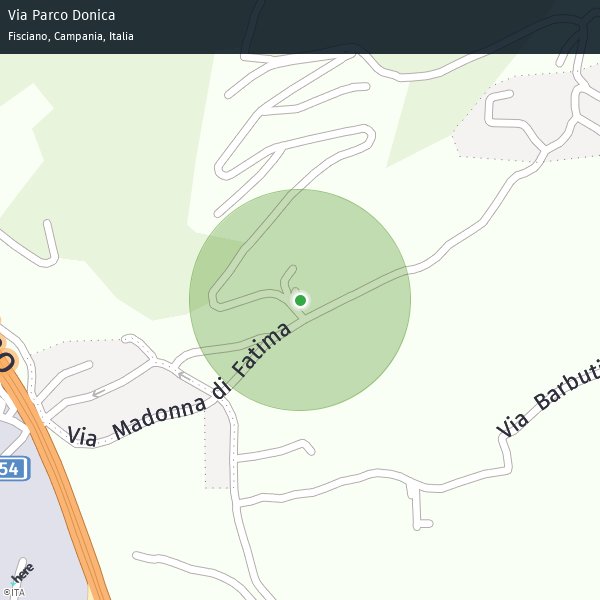 Via Parco Donica
Fisciano, Campania, Italia
Via Madonna di Fatima
Via Barbuti
54
here
©ITA